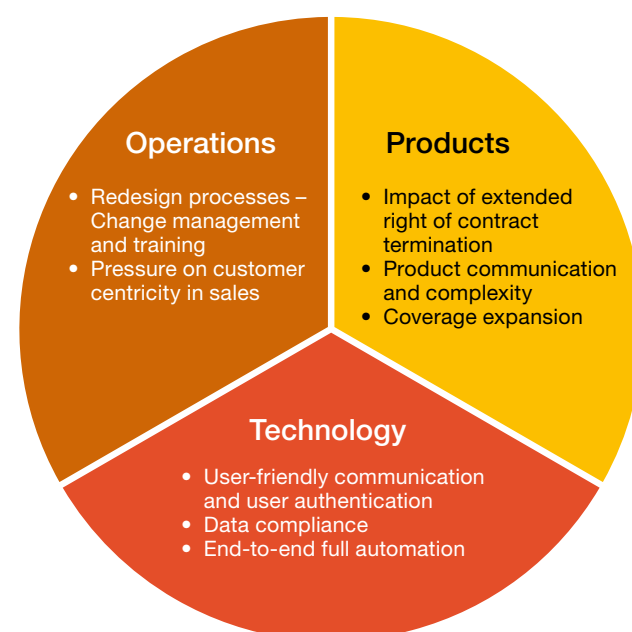 Operations
• Redesign processes –
Change management
and training
• Pressure on customer
centricity in sales
Products
• Impact of extended
right of contract
termination
• Product communication
and complexity
• Coverage expansion
Technology
• User-friendly communication
and user authentication
• Data compliance
• End-to-end full automation